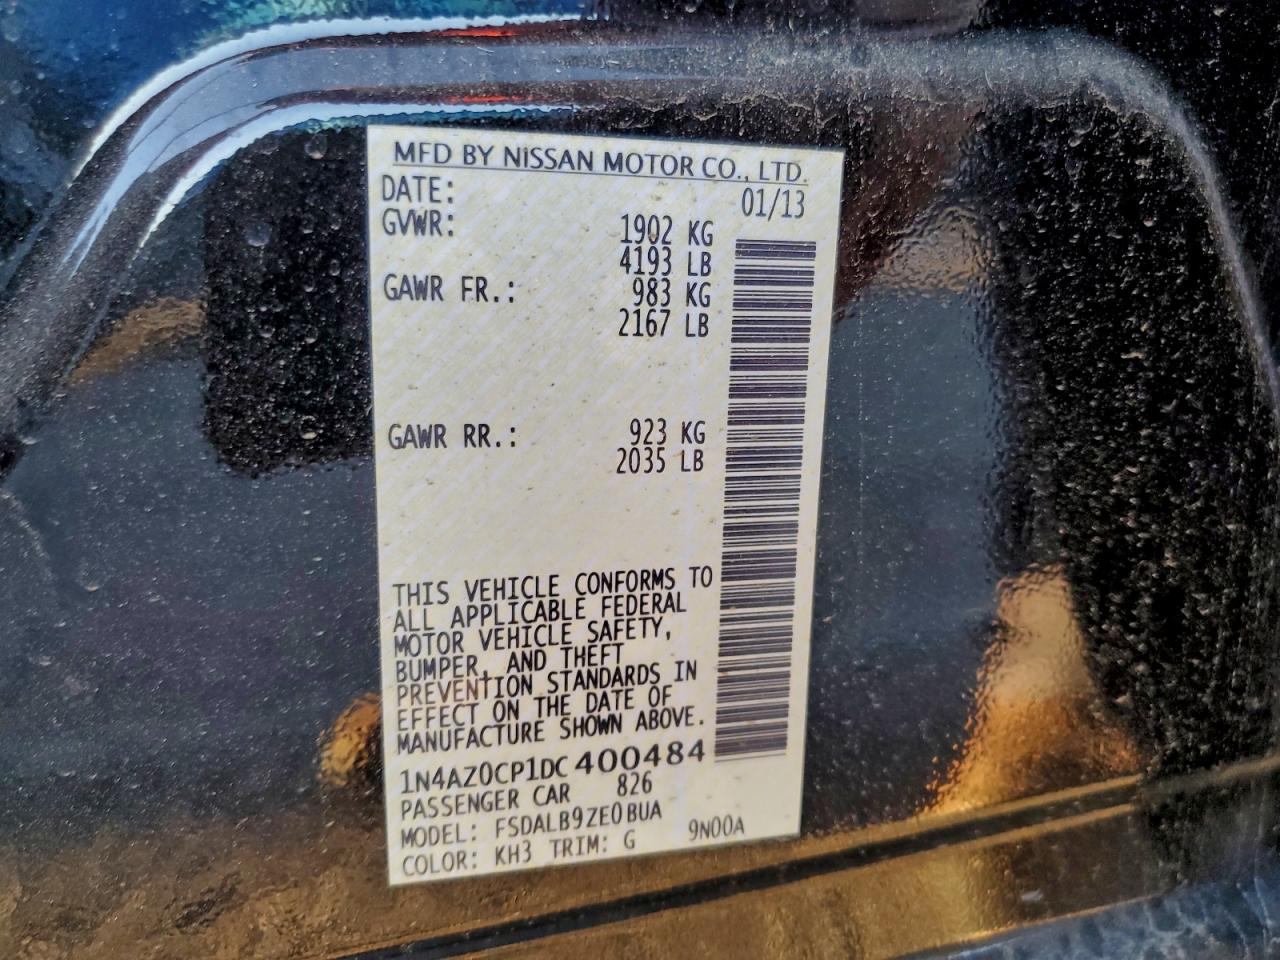 MFD BY NISSAN MOTOR CO., LTD.
DATE: 01/13
GVWR: 1902 KG
4193 LB
GAWR FR.: 983 KG
2167 LB
GAWR RR.: 923 KG
2035 LB
THIS VEHICLE CONFORMS TO
ALL APPLICABLE FEDERAL
MOTOR VEHICLE SAFETY,
BUMPER, AND THEFT
PREVENTION STANDARDS IN
EFFECT ON THE DATE OF
MANUFACTURE SHOWN ABOVE.
1N4AZ0CP1DC400484
PASSENGER CAR 826
MODEL: FSDALB9ZE0BUA
COLOR: KH3 TRIM: G 9N00A